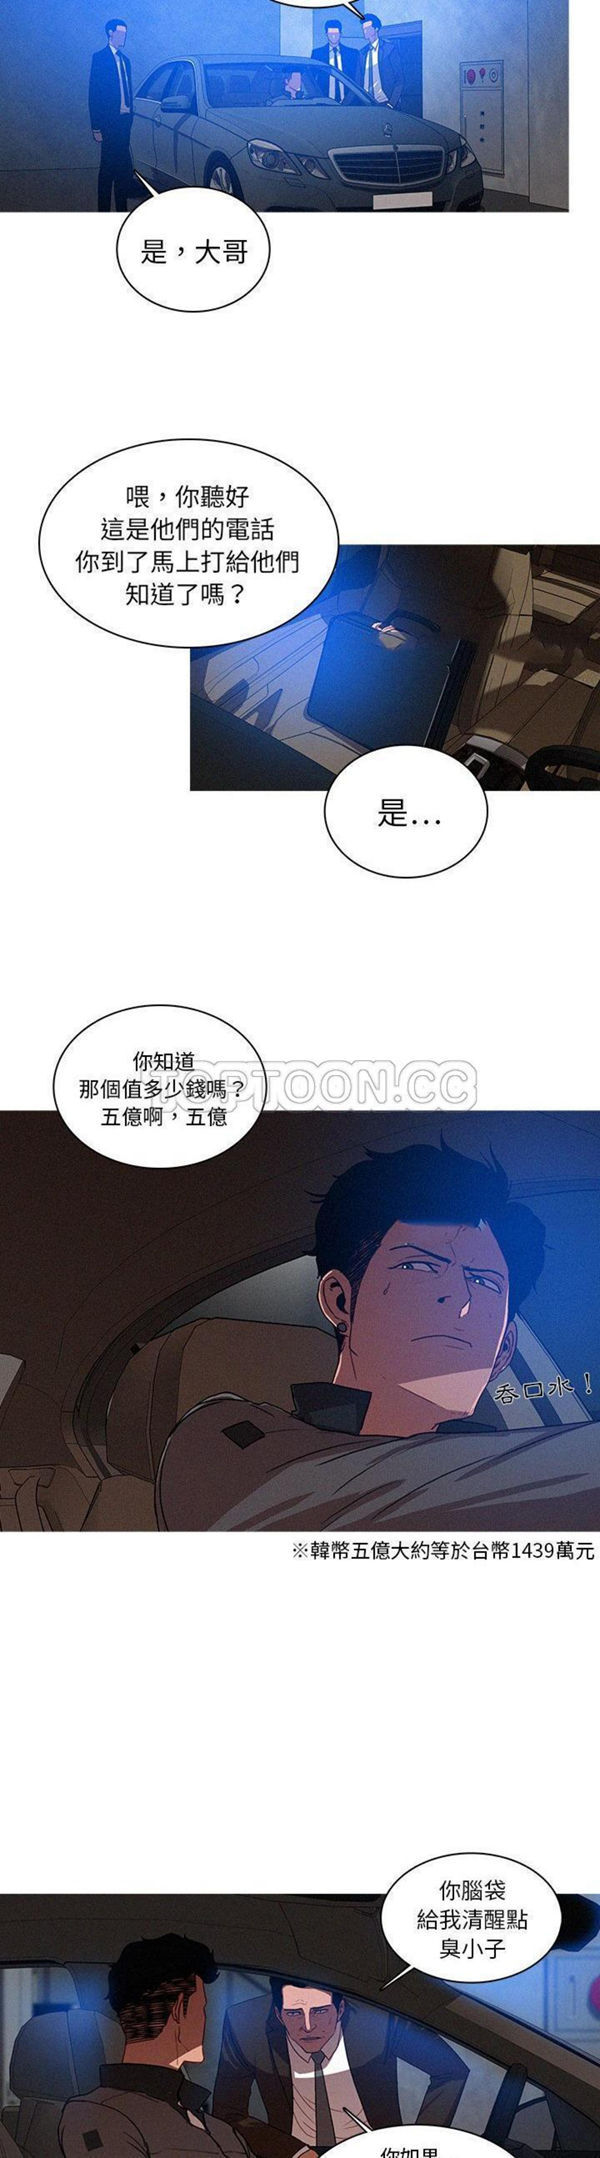 是，大哥
喂，你聽好
這是他們的電話
你到了馬上打給他們
知道了嗎？
是...
你知道
那個值多少錢嗎？
五億啊，五億
TOPTOON.CC
吞口水！
※韓幣五億大約等於台幣1439萬元
你腦袋
給我清醒點
臭小子
你如果